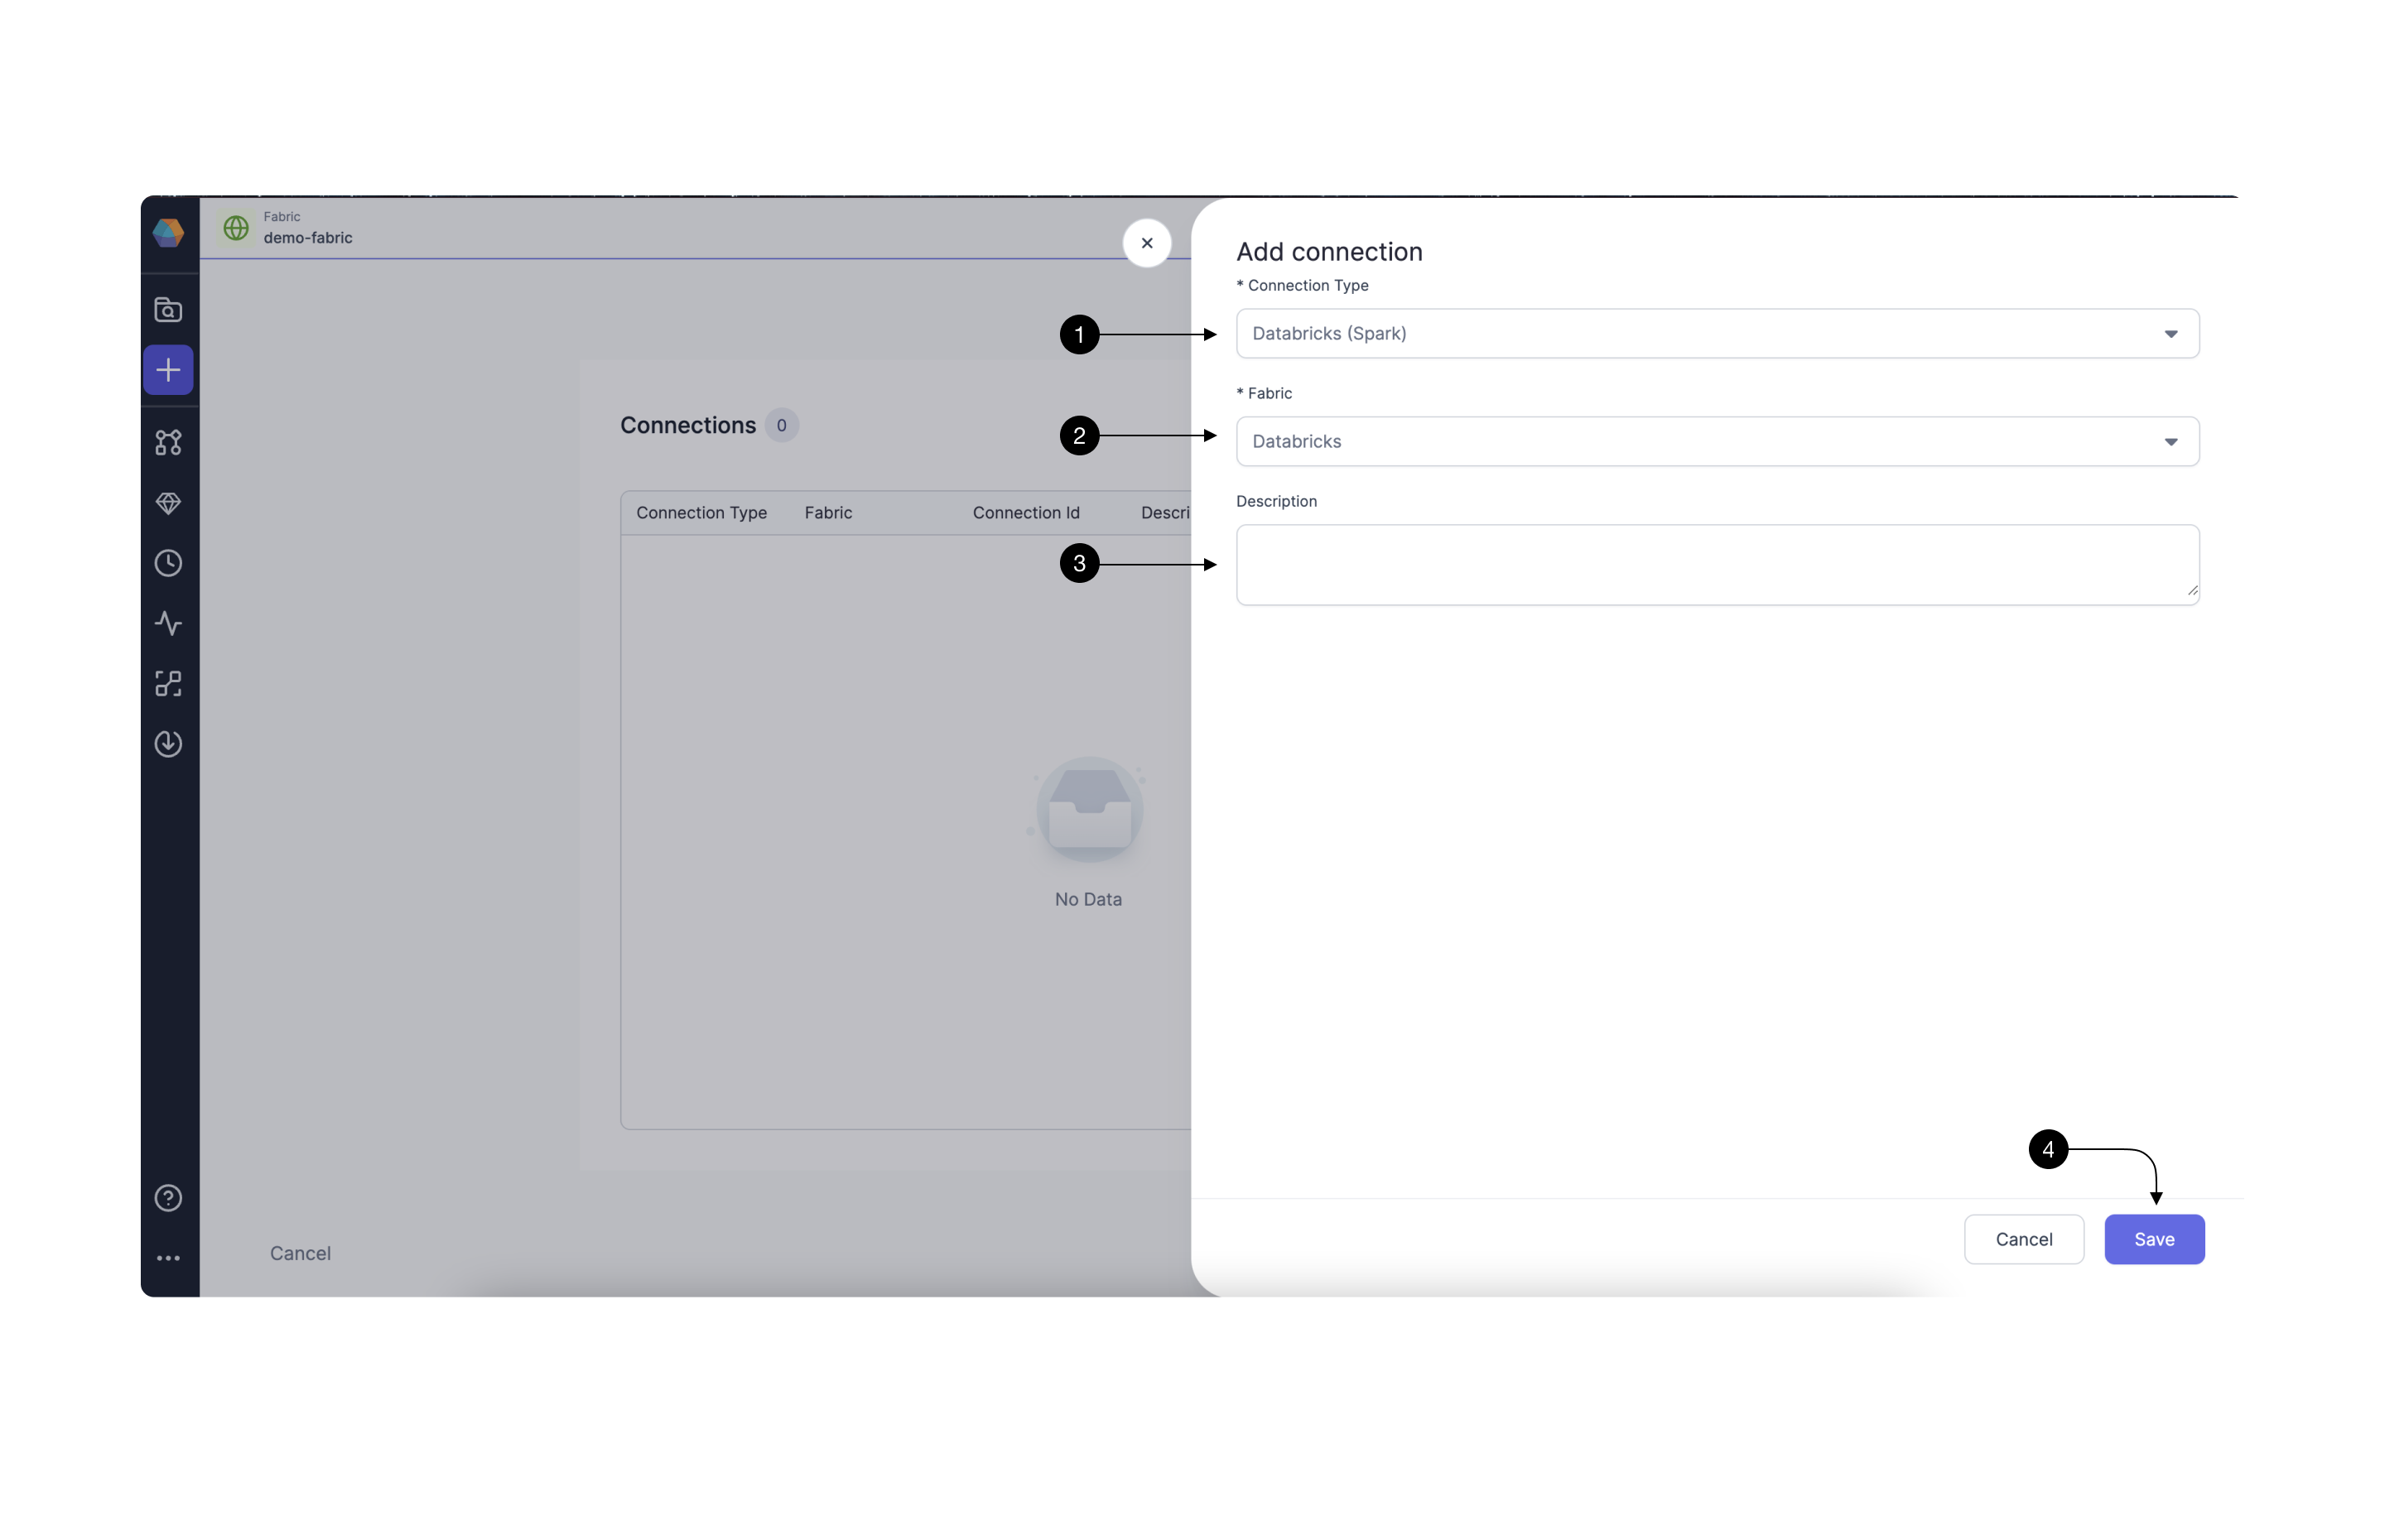 Fabric
demo-fabric
Add connection
* Connection Type
1
Databricks (Spark)
* Fabric
2
Databricks
Connections 0
Description
Connection Type Fabric Connection Id Descri
3
No Data
4
Cancel
Cancel Save